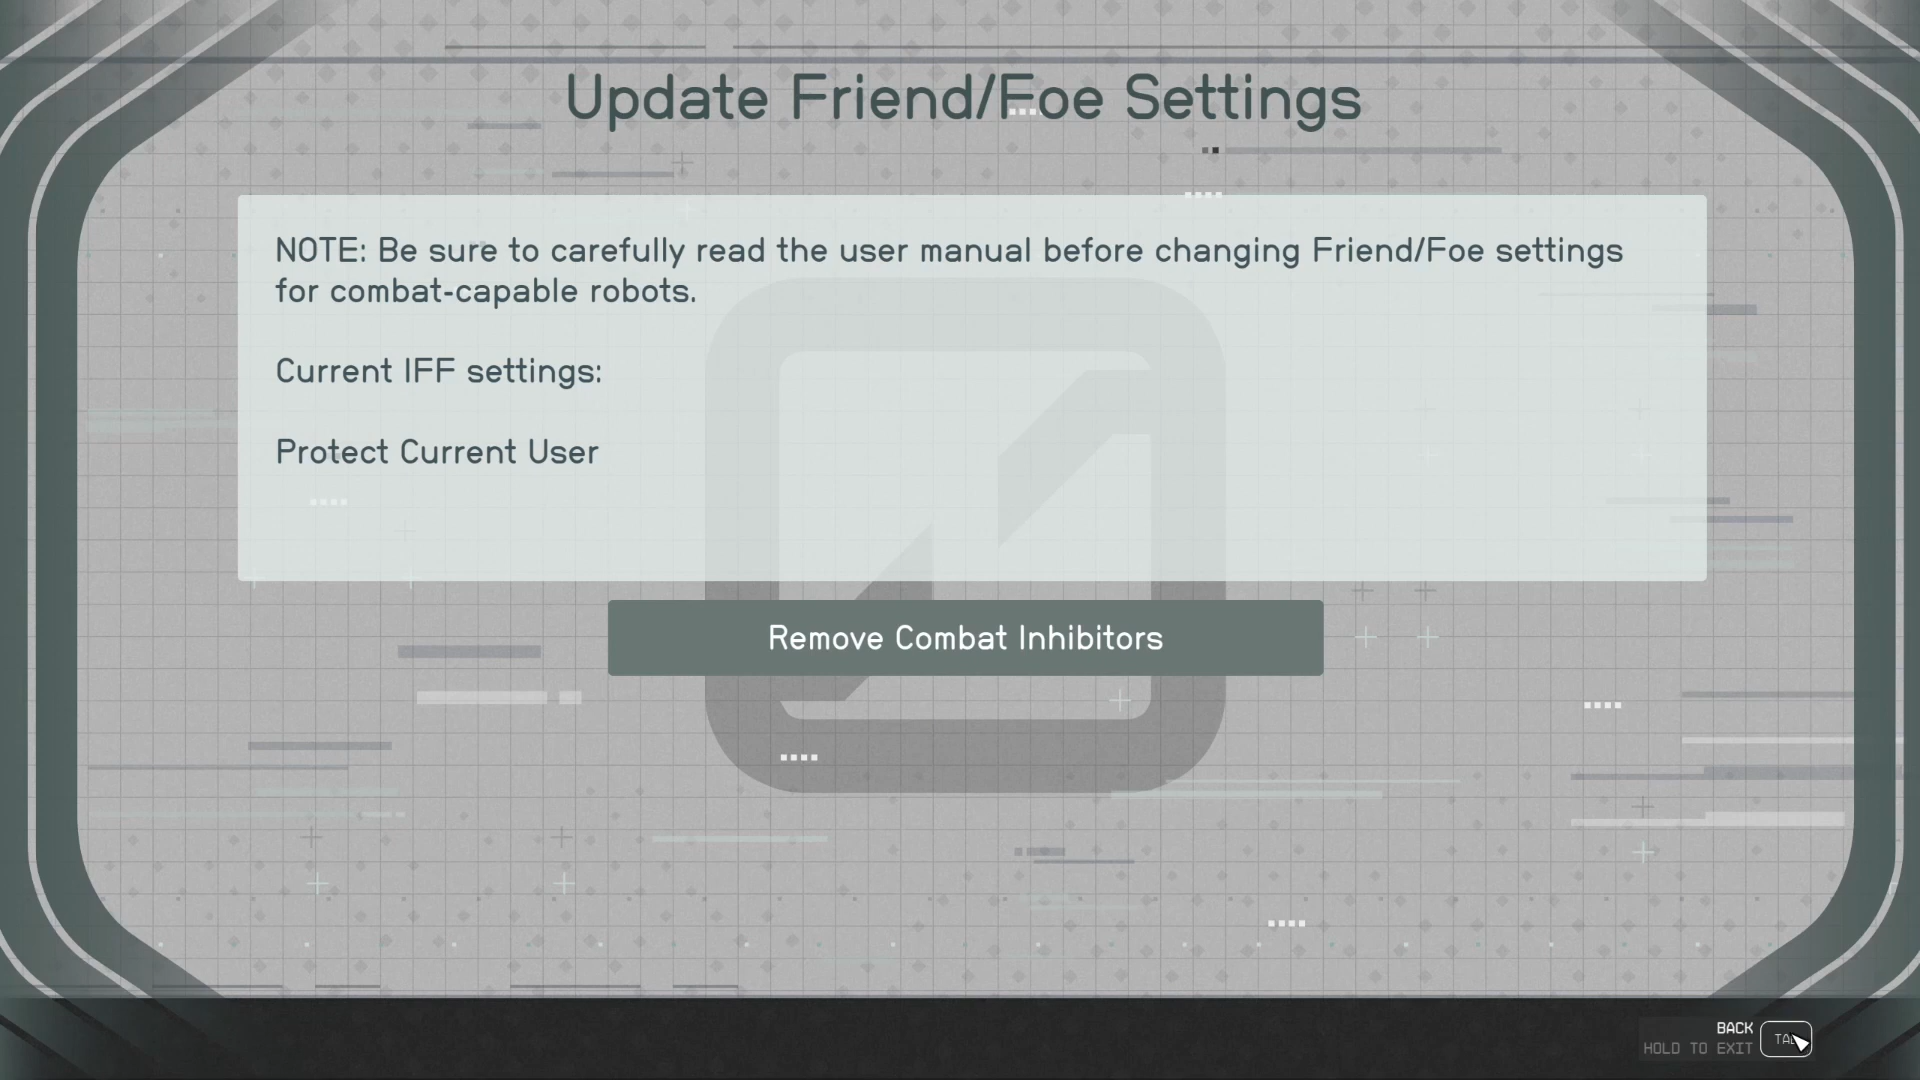 Update Friend/Foe Settings
NOTE: Be sure to carefully read the user manual before changing Friend/Foe settings
for combat-capable robots.
Current IFF settings:
Protect Current User
Remove Combat Inhibitors
BACK
HOLD TO EXIT